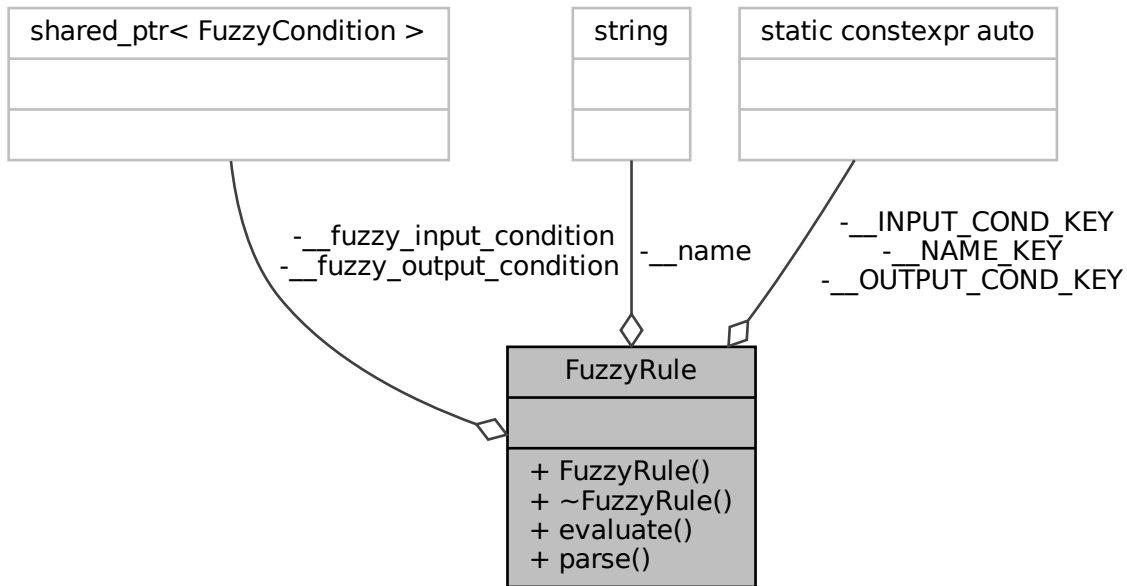 shared_ptr< FuzzyCondition >
string
static constexpr auto
-__fuzzy_input_condition
-__fuzzy_output_condition
-__name
-__INPUT_COND_KEY
-__NAME_KEY
-__OUTPUT_COND_KEY
FuzzyRule
+ FuzzyRule()
+ ~FuzzyRule()
+ evaluate()
+ parse()